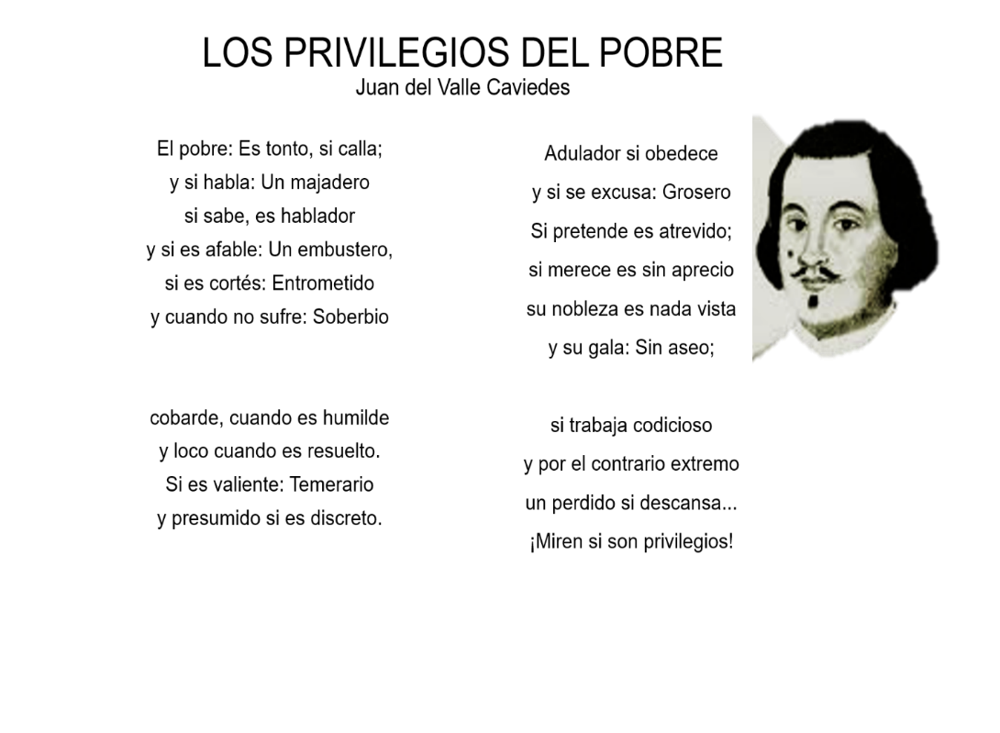 LOS PRIVILEGIOS DEL POBRE
Juan del Valle Caviedes
El pobre: Es tonto, si calla;
y si habla: Un majadero
si sabe, es hablador
y si es afable: Un embustero,
si es cortés: Entrometido
y cuando no sufre: Soberbio
cobarde, cuando es humilde
y loco cuando es resuelto.
Si es valiente: Temerario
y presumido si es discreto.
Adulador si obedece
y si se excusa: Grosero
Si pretende es atrevido;
si merece es sin aprecio
su nobleza es nada vista
y su gala: Sin aseo;
si trabaja codicioso
y por el contrario extremo
un perdido si descansa...
¡Miren si son privilegios!